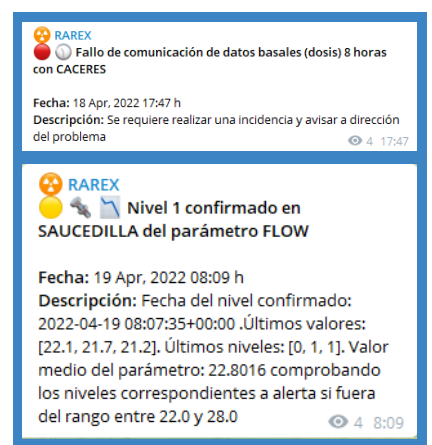 RAREX
Fallo de comunicación de datos basales (dosis) 8 horas
con CACERES
Fecha: 18 Apr, 2022 17:47 h
Descripción: Se requiere realizar una incidencia y avisar a dirección
del problema
4 17:47
RAREX
Nivel 1 confirmado en
SAUCEDILLA del parámetro FLOW
Fecha: 19 Apr, 2022 08:09 h
Descripción: Fecha del nivel confirmado:
2022-04-19 08:07:35+00:00 .Últimos valores:
[22.1, 21.7, 21.2]. Últimos niveles: [0, 1, 1]. Valor
medio del parámetro: 22.8016 comprobando
los niveles correspondientes a alerta si fuera
del rango entre 22.0 y 28.0
4 8:09